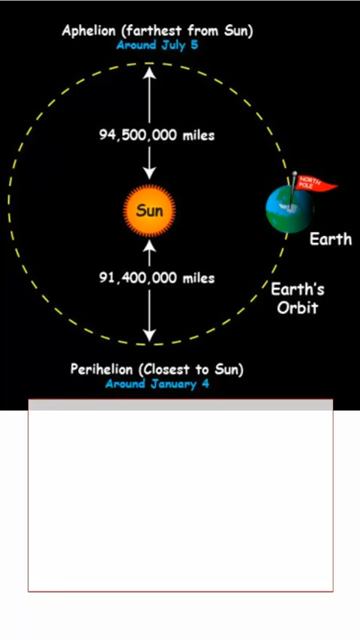 Aphelion (farthest from Sun)
Around July 5
94,500,000 miles
NORTH
POLE
Sun
Earth
91,400,000 miles
Earth's
Orbit
Perihelion (Closest to Sun)
Around January 4